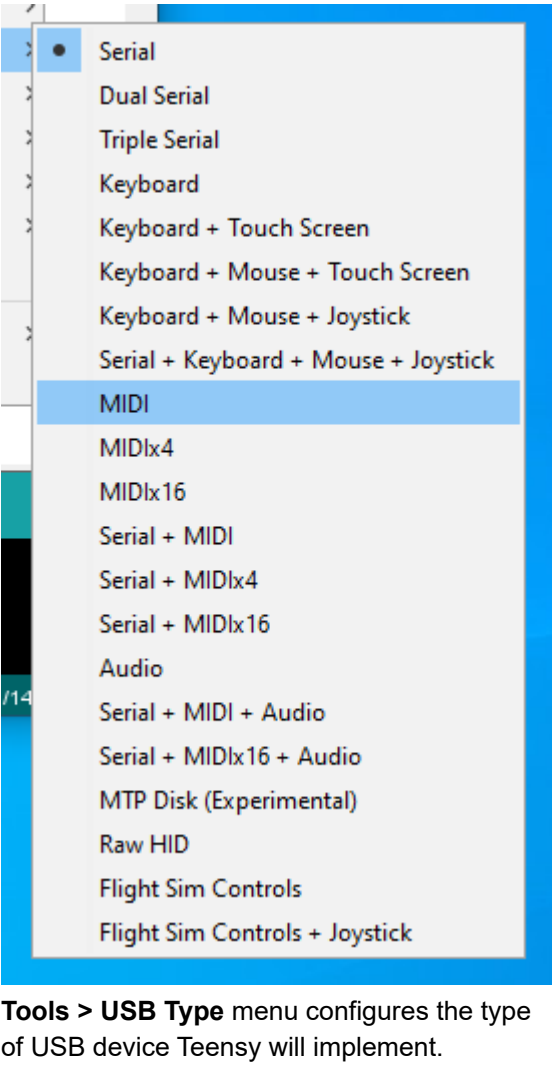 Serial
Dual Serial
Triple Serial
Keyboard
Keyboard + Touch Screen
Keyboard + Mouse + Touch Screen
Keyboard + Mouse + Joystick
Serial + Keyboard + Mouse + Joystick
MIDI
MIDIx4
MIDIx16
Serial + MIDI
Serial + MIDIx4
Serial + MIDIx16
Audio
/14
Serial + MIDI + Audio
Serial + MIDIx16 + Audio
MTP Disk (Experimental)
Raw HID
Flight Sim Controls
Flight Sim Controls + Joystick
Tools > USB Type menu configures the type
of USB device Teensy will implement.